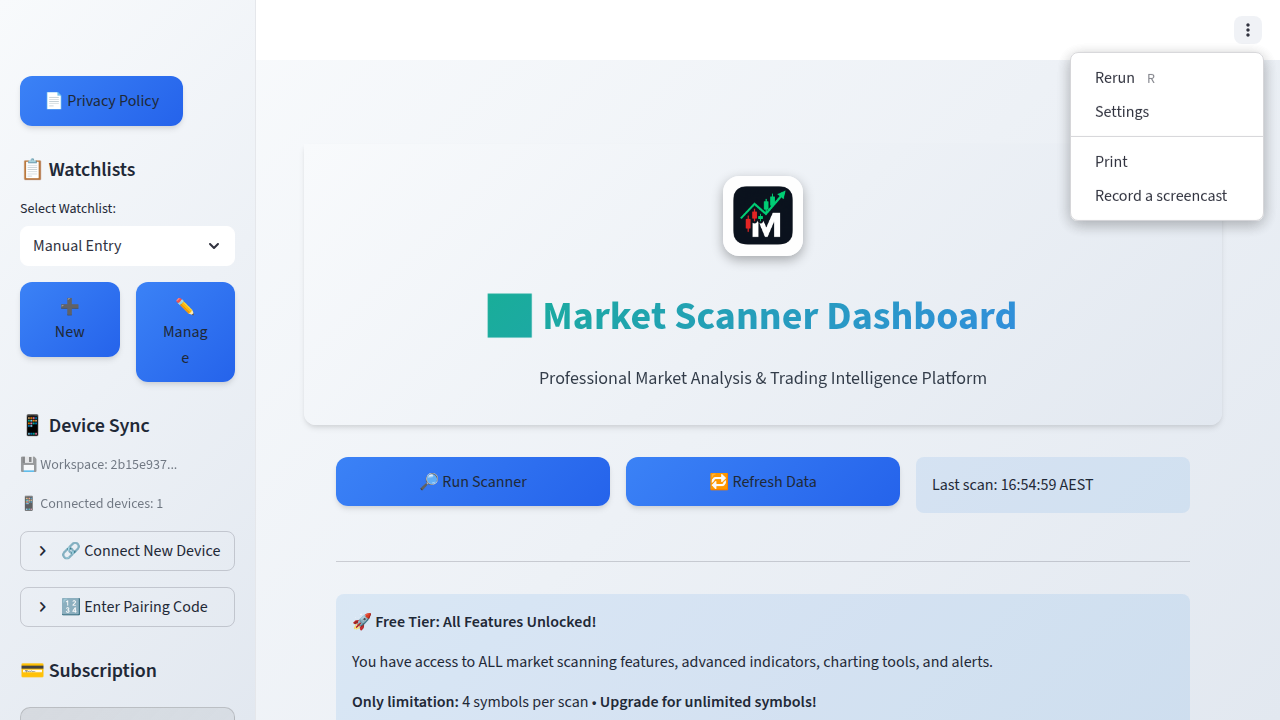 📄 Privacy Policy
📋 Watchlists
Select Watchlist:
Manual Entry
➕
New
✏️
Manag
e
📱 Device Sync
💾 Workspace: 2b15e937...
📱 Connected devices: 1
🔗 Connect New Device
🔢 Enter Pairing Code
💳 Subscription
Rerun R
Settings
Print
Record a screencast
M
Market Scanner Dashboard
Professional Market Analysis & Trading Intelligence Platform
🔎 Run Scanner
🔁 Refresh Data
Last scan: 16:54:59 AEST
🚀 Free Tier: All Features Unlocked!
You have access to ALL market scanning features, advanced indicators, charting tools, and alerts.
Only limitation: 4 symbols per scan • Upgrade for unlimited symbols!